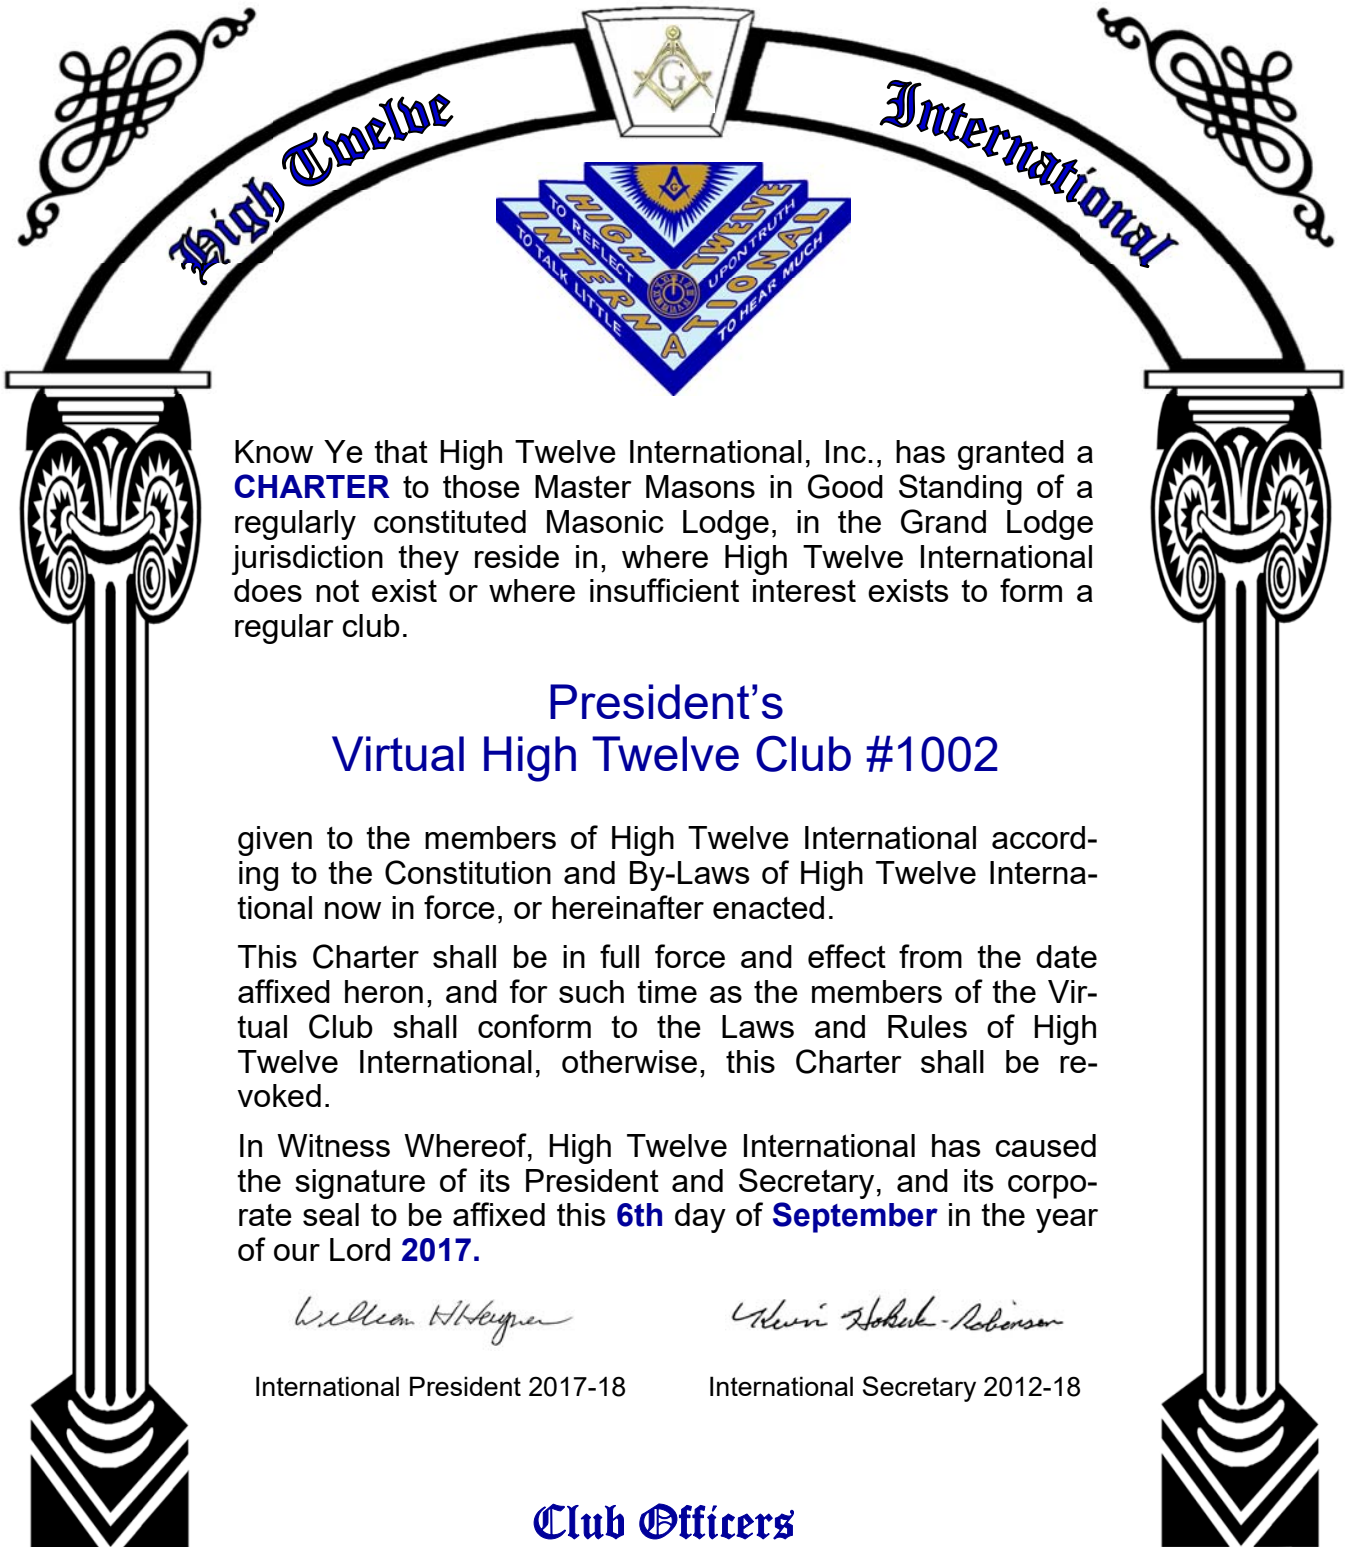 High Twelve International
G
G
HIGH TWELVE
TO REFLECT UPON TRUTH
INTERNATIONAL
TO TALK LITTLE TO HEAR MUCH
Know Ye that High Twelve International, Inc., has granted a
CHARTER to those Master Masons in Good Standing of a
regularly constituted Masonic Lodge, in the Grand Lodge
jurisdiction they reside in, where High Twelve International
does not exist or where insufficient interest exists to form a
regular club.
President’s
Virtual High Twelve Club #1002
given to the members of High Twelve International accord-
ing to the Constitution and By-Laws of High Twelve Interna-
tional now in force, or hereinafter enacted.
This Charter shall be in full force and effect from the date
affixed heron, and for such time as the members of the Vir-
tual Club shall conform to the Laws and Rules of High
Twelve International, otherwise, this Charter shall be re-
voked.
In Witness Whereof, High Twelve International has caused
the signature of its President and Secretary, and its corpo-
rate seal to be affixed this 6th day of September in the year
of our Lord 2017.
William H Kevin -Robinson
International President 2017-18 International Secretary 2012-18
Club Officers